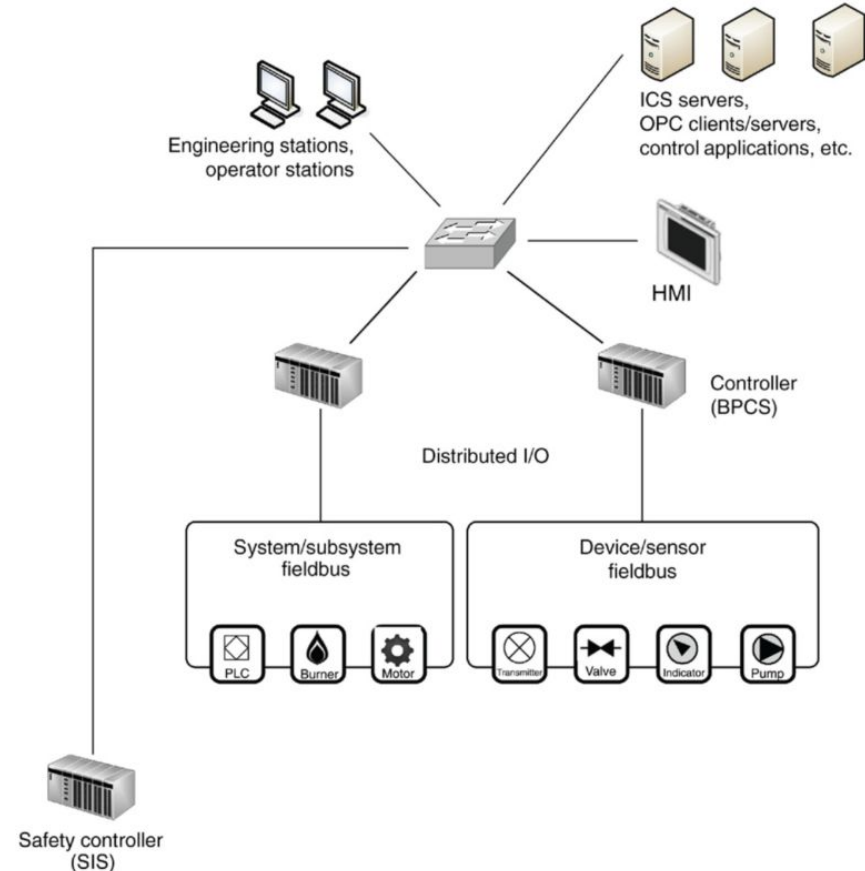 Engineering stations,
operator stations
ICS servers,
OPC clients/servers,
control applications, etc.
HMI
Controller
(BPCS)
Distributed I/O
System/subsystem
fieldbus
Device/sensor
fieldbus
PLC
Burner
Motor
Transmitter
Valve
Indicator
Pump
Safety controller
(SIS)